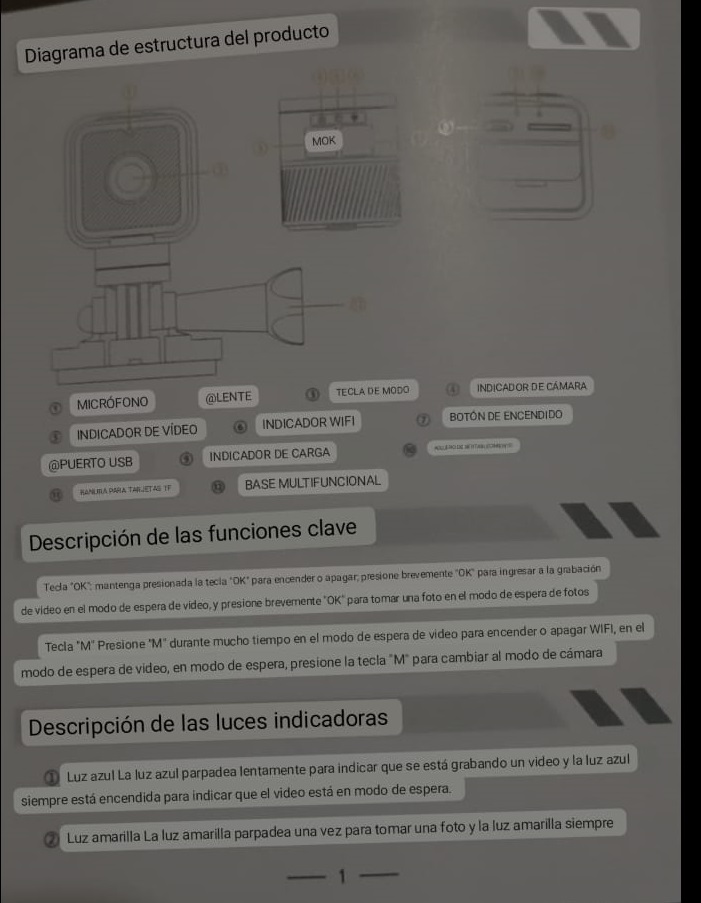 Diagrama de estructura del producto
MOK
① MICRÓFONO @LENTE ③ TECLA DE MODO ④ INDICADOR DE CÁMARA
⑤ INDICADOR DE VÍDEO ⑥ INDICADOR WIFI ⑦ BOTÓN DE ENCENDIDO
@PUERTO USB ⑨ INDICADOR DE CARGA ⑩
⑪ RANURA PARA TARJETAS TF ⑫ BASE MULTIFUNCIONAL
Descripción de las funciones clave
Tecla "OK": mantenga presionada la tecla "OK" para encender o apagar; presione brevemente "OK" para ingresar a la grabación
de video en el modo de espera de video, y presione brevemente "OK" para tomar una foto en el modo de espera de fotos
Tecla "M" Presione "M" durante mucho tiempo en el modo de espera de video para encender o apagar WIFI, en el
modo de espera de video, en modo de espera, presione la tecla "M" para cambiar al modo de cámara
Descripción de las luces indicadoras
① Luz azul La luz azul parpadea lentamente para indicar que se está grabando un video y la luz azul
siempre está encendida para indicar que el video está en modo de espera.
② Luz amarilla La luz amarilla parpadea una vez para tomar una foto y la luz amarilla siempre
1